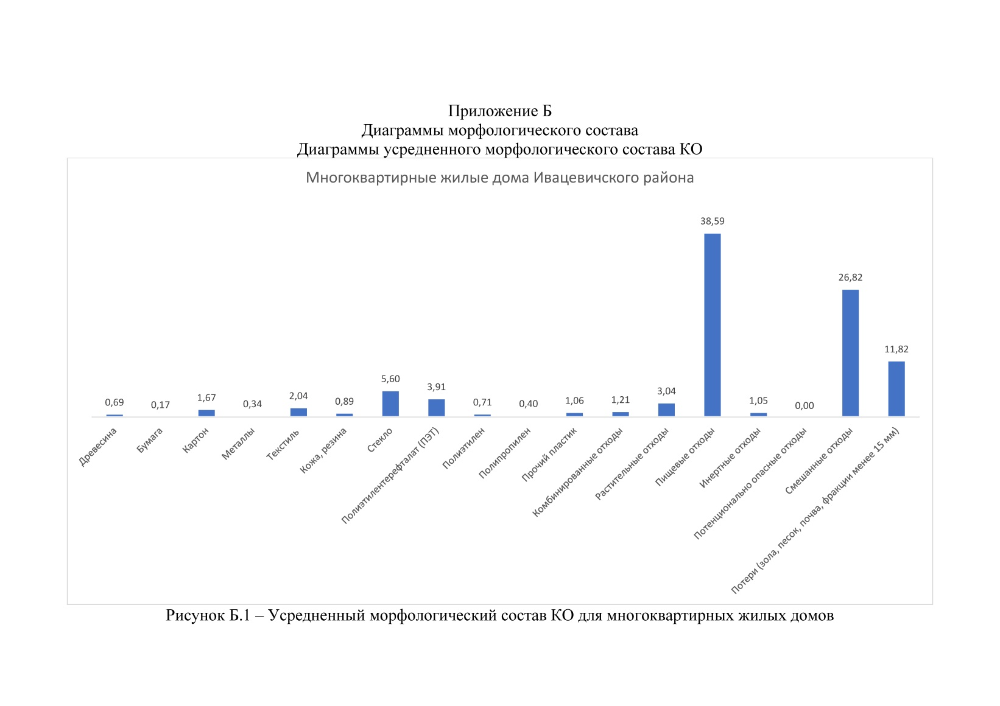 Приложение Б
Диаграммы морфологического состава
Диаграммы усредненного морфологического состава КО
Многоквартирные жилые дома Ивацевичского района
0,69
0,17
1,67
0,34
2,04
0,89
5,60
3,91
0,71
0,40
1,06
1,21
3,04
38,59
1,05
0,00
26,82
11,82
Древесина
Бумага
Картон
Металлы
Текстиль
Кожа, резина
Стекло
Полиэтилентерефталат (ПЭТ)
Полиэтилен
Полипропилен
Прочий пластик
Комбинированные отходы
Растительные отходы
Пищевые отходы
Инертные отходы
Потенциально опасные отходы
Смешанные отходы
Потери (зола, песок, почва, фракции менее 15 мм)
Рисунок Б.1 – Усредненный морфологический состав КО для многоквартирных жилых домов